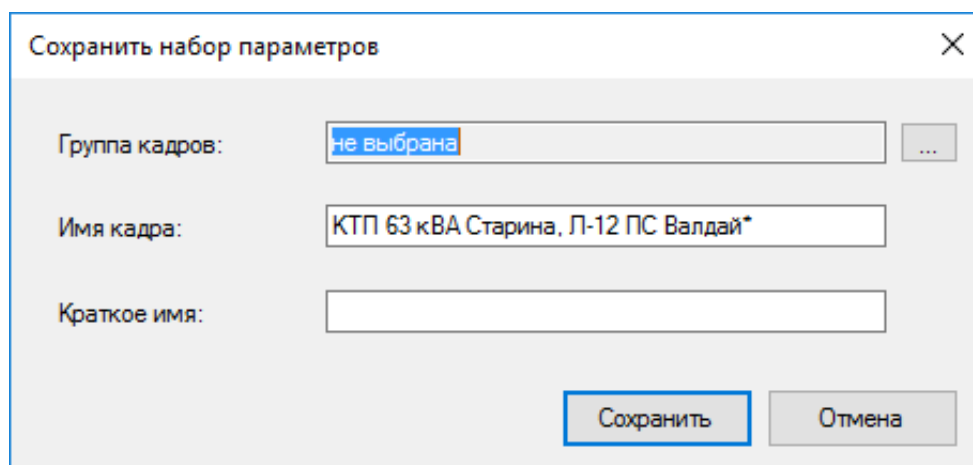 Сохранить набор параметров
Группа кадров: не выбрана ...
Имя кадра: КТП 63 кВА Старина, Л-12 ПС Валдай*
Краткое имя:
Сохранить Отмена